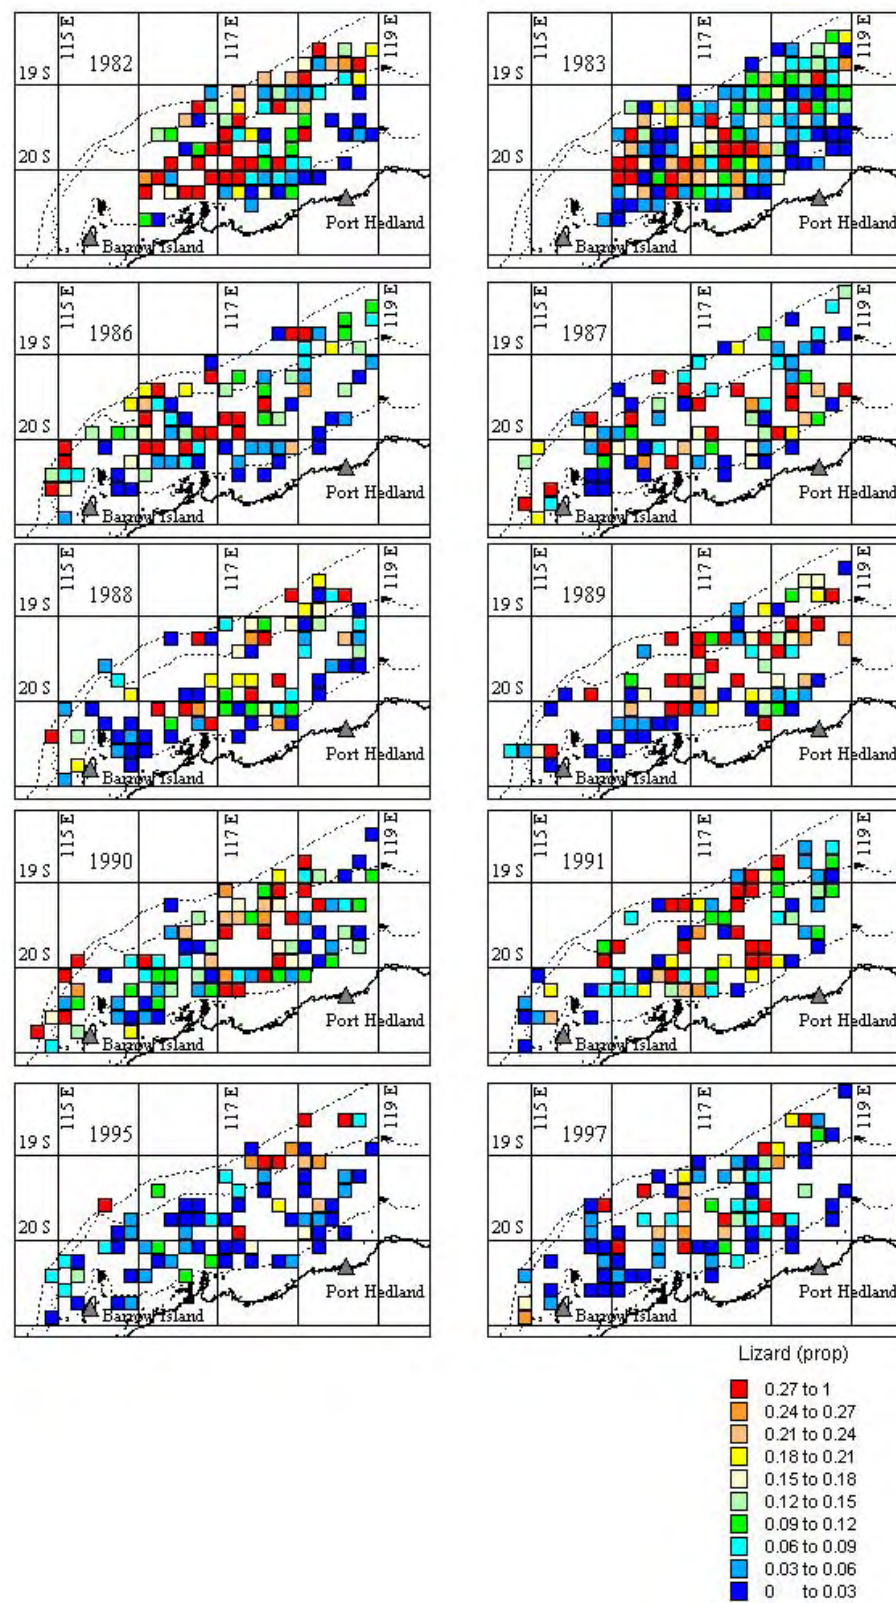 115 E
117 E
119 E
1982
19 S
20 S
Port Hedland
Barrow Island
115 E
117 E
119 E
1983
19 S
20 S
Port Hedland
Barrow Island
115 E
117 E
119 E
1986
19 S
20 S
Port Hedland
Barrow Island
115 E
117 E
119 E
1987
19 S
20 S
Port Hedland
Barrow Island
115 E
117 E
119 E
1988
19 S
20 S
Port Hedland
Barrow Island
115 E
117 E
119 E
1989
19 S
20 S
Port Hedland
Barrow Island
115 E
117 E
119 E
1990
19 S
20 S
Port Hedland
Barrow Island
115 E
117 E
119 E
1991
19 S
20 S
Port Hedland
Barrow Island
115 E
117 E
119 E
1995
19 S
20 S
Port Hedland
Barrow Island
115 E
117 E
119 E
1997
19 S
20 S
Port Hedland
Barrow Island
Lizard (prop)
0.27 to 1
0.24 to 0.27
0.21 to 0.24
0.18 to 0.21
0.15 to 0.18
0.12 to 0.15
0.09 to 0.12
0.06 to 0.09
0.03 to 0.06
0 to 0.03